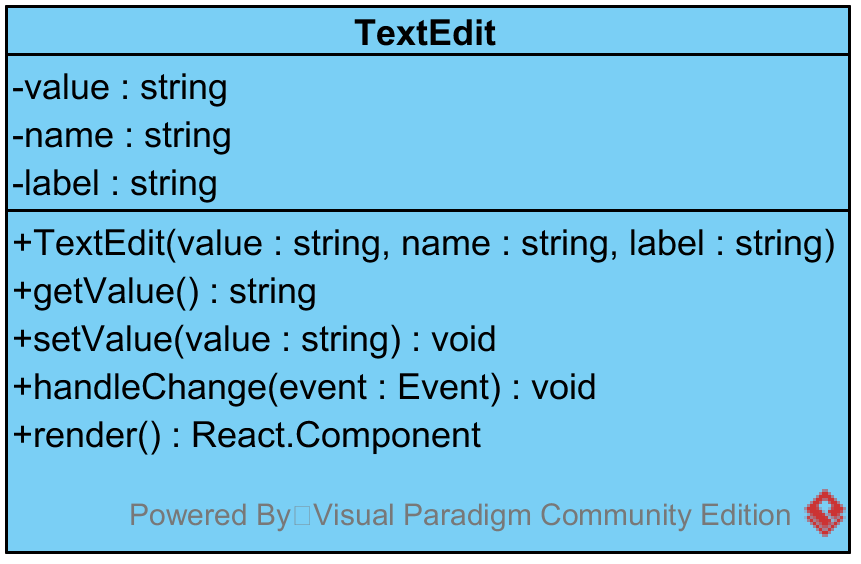 TextEdit
-value : string
-name : string
-label : string
+TextEdit(value : string, name : string, label : string)
+getValue() : string
+setValue(value : string) : void
+handleChange(event : Event) : void
+render() : React.Component
Powered By Visual Paradigm Community Edition